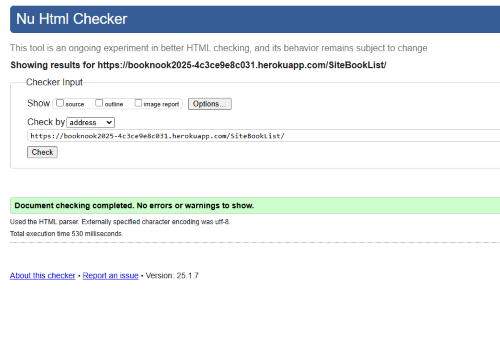 Nu Html Checker
This tool is an ongoing experiment in better HTML checking, and its behavior remains subject to change
Showing results for https://booknook2025-4c3ce9e8c031.herokuapp.com/SiteBookList/
Checker Input
Show source outline image report Options...
Check by address
https://booknook2025-4c3ce9e8c031.herokuapp.com/SiteBookList/
Check
Document checking completed. No errors or warnings to show.
Used the HTML parser. Externally specified character encoding was utf-8.
Total execution time 530 milliseconds.
About this checker • Report an issue • Version: 25.1.7